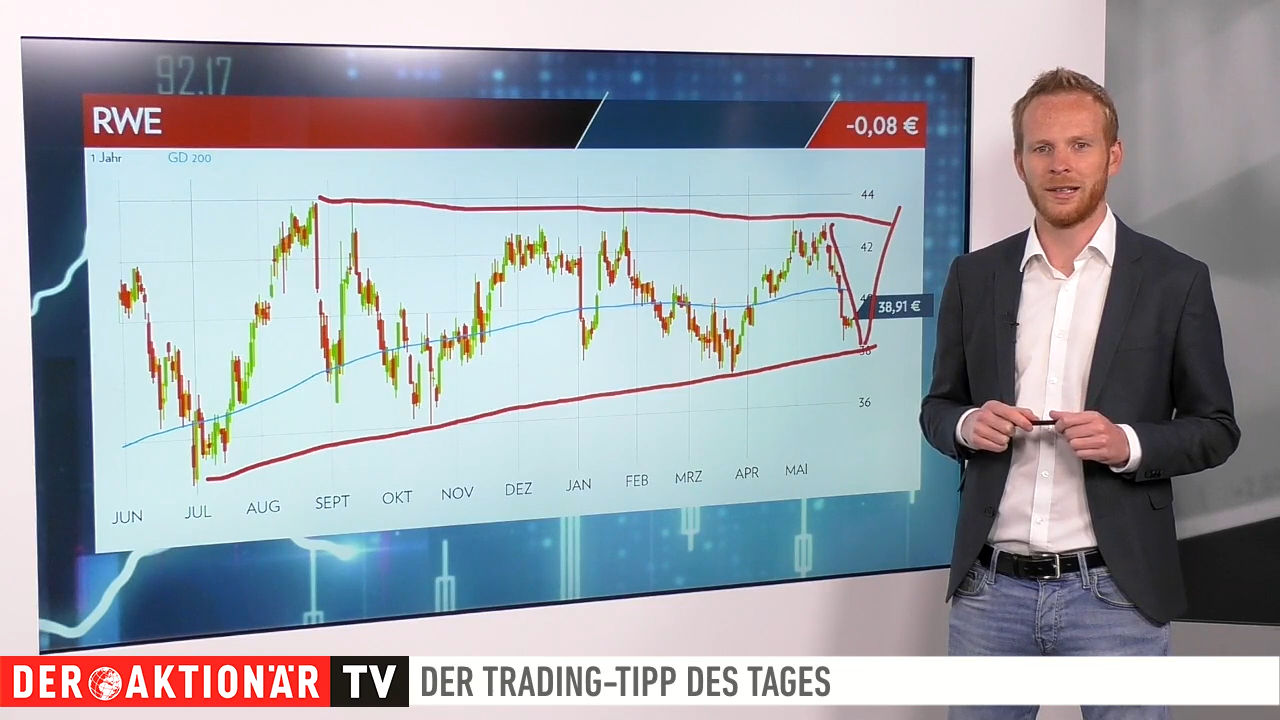 92.17
RWE
-0,08 €
1 Jahr GD 200
44
42
38,91 €
38
36
JUN JUL AUG SEPT OKT NOV DEZ JAN FEB MRZ APR MAI
DER AKTIONÄR TV DER TRADING-TIPP DES TAGES